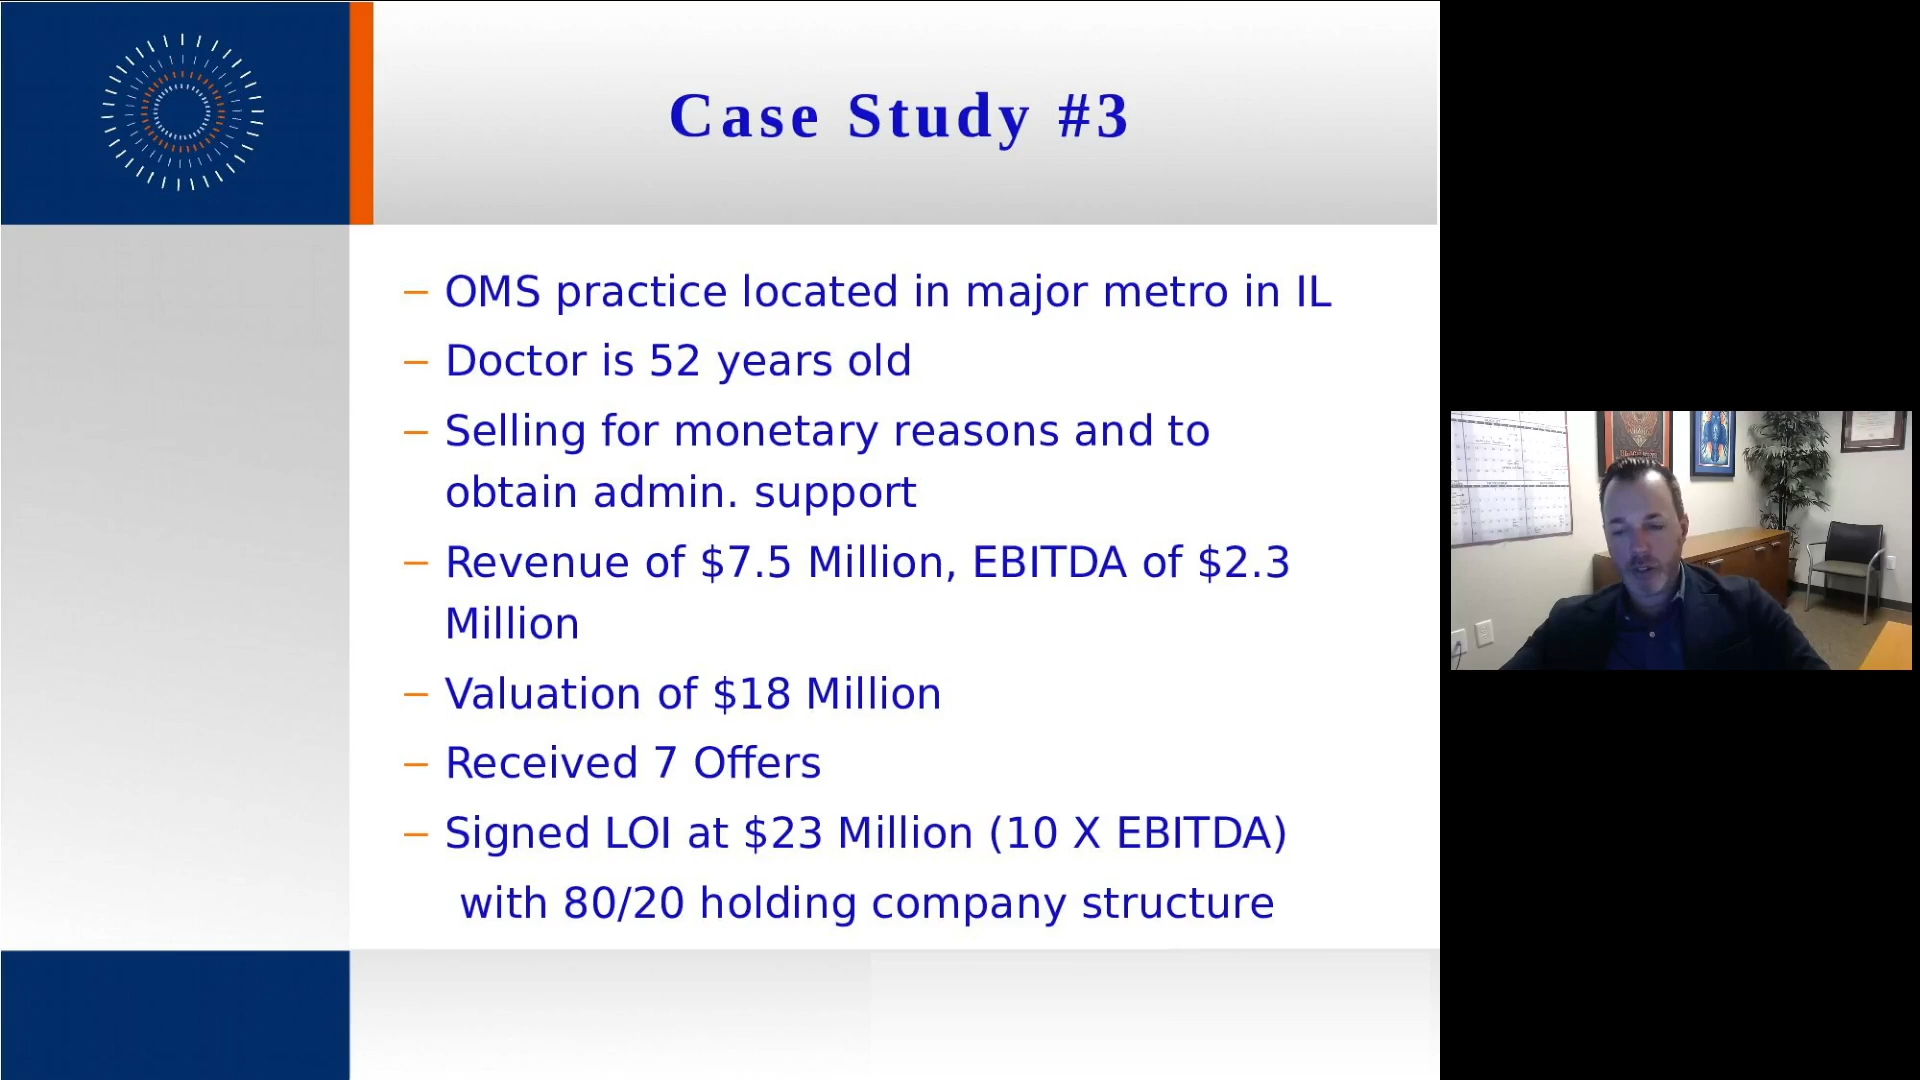 Case Study #3
– OMS practice located in major metro in IL
– Doctor is 52 years old
– Selling for monetary reasons and to
obtain admin. support
– Revenue of $7.5 Million, EBITDA of $2.3
Million
– Valuation of $18 Million
– Received 7 Offers
– Signed LOI at $23 Million (10 X EBITDA)
with 80/20 holding company structure